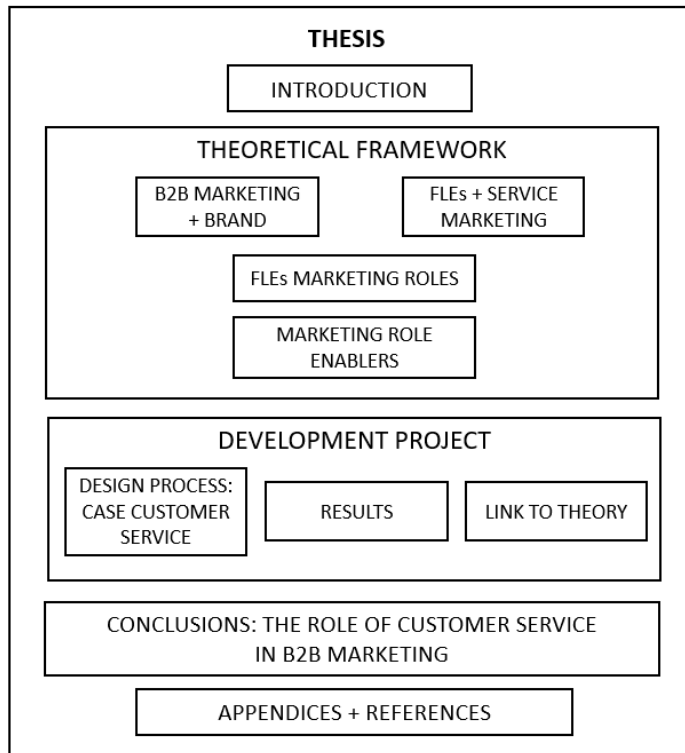 THESIS
INTRODUCTION
THEORETICAL FRAMEWORK
B2B MARKETING
+ BRAND
FLEs + SERVICE
MARKETING
FLEs MARKETING ROLES
MARKETING ROLE
ENABLERS
DEVELOPMENT PROJECT
DESIGN PROCESS:
CASE CUSTOMER
SERVICE
RESULTS
LINK TO THEORY
CONCLUSIONS: THE ROLE OF CUSTOMER SERVICE
IN B2B MARKETING
APPENDICES + REFERENCES